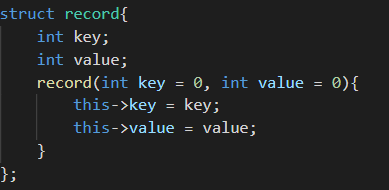 struct record{
    int key;
    int value;
    record(int key = 0, int value = 0){
        this->key = key;
        this->value = value;
    }
};